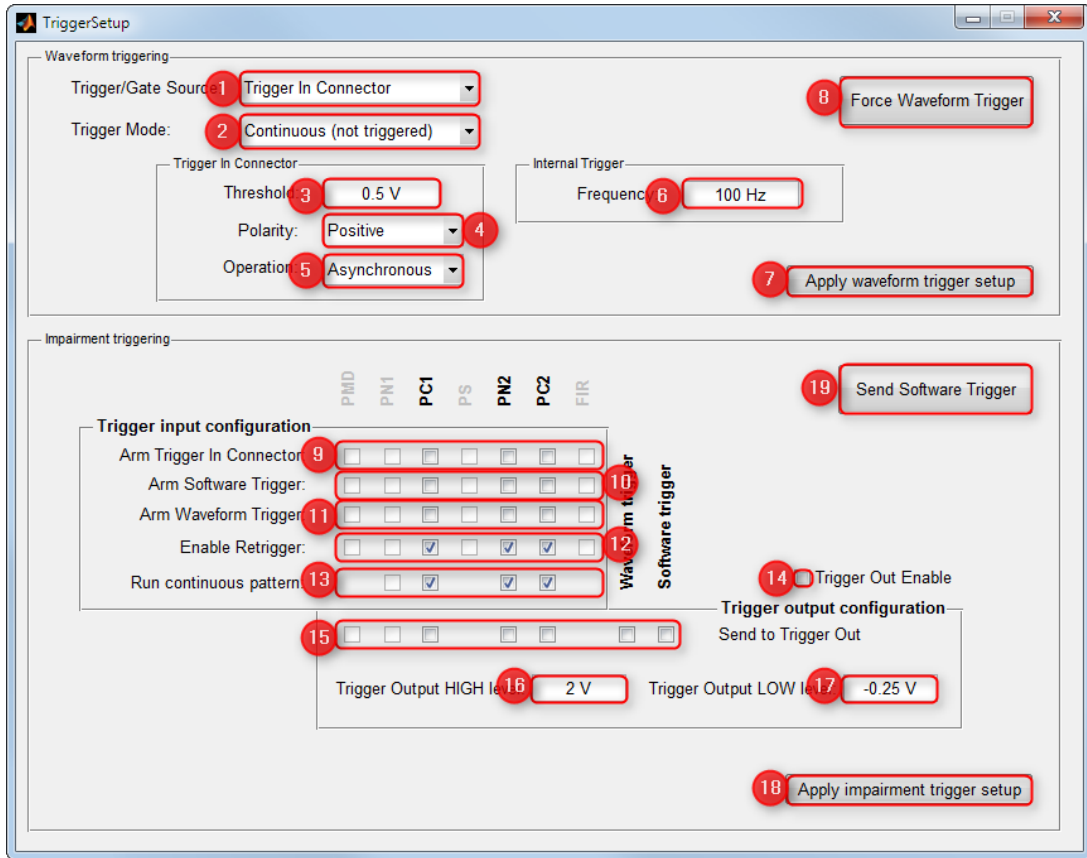 TriggerSetup
Waveform triggering
Trigger/Gate Source: 1 Trigger In Connector
8 Force Waveform Trigger
Trigger Mode: 2 Continuous (not triggered)
Trigger In Connector
Internal Trigger
Threshold: 3 0.5 V
Frequency: 6 100 Hz
Polarity: Positive 4
Operation: 5 Asynchronous
7 Apply waveform trigger setup
Impairment triggering
PMD PN1 PC1 PS PN2 PC2 FIR
19 Send Software Trigger
Trigger input configuration
Arm Trigger In Connector 9
Arm Software Trigger: 10
Arm Waveform Trigger 11
Enable Retrigger: 12
Run continuous pattern: 13
Waveform trigger
Software trigger
14 Trigger Out Enable
Trigger output configuration
15 Send to Trigger Out
Trigger Output HIGH level 16 2 V
Trigger Output LOW level 17 -0.25 V
18 Apply impairment trigger setup